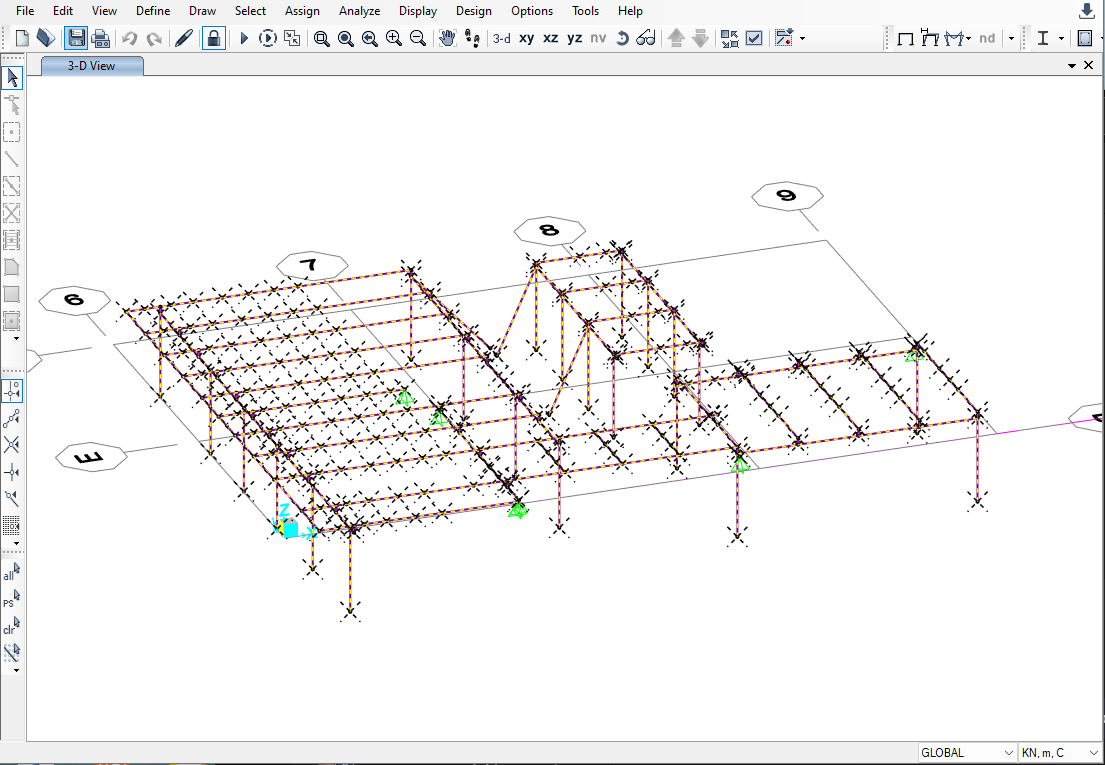 File Edit View Define Draw Select Assign Analyze Display Design Options Tools Help
3-d xy xz yz nv nd
3-D View
9
8
7
6
E
Z
all
PS
clr
GLOBAL KN, m, C